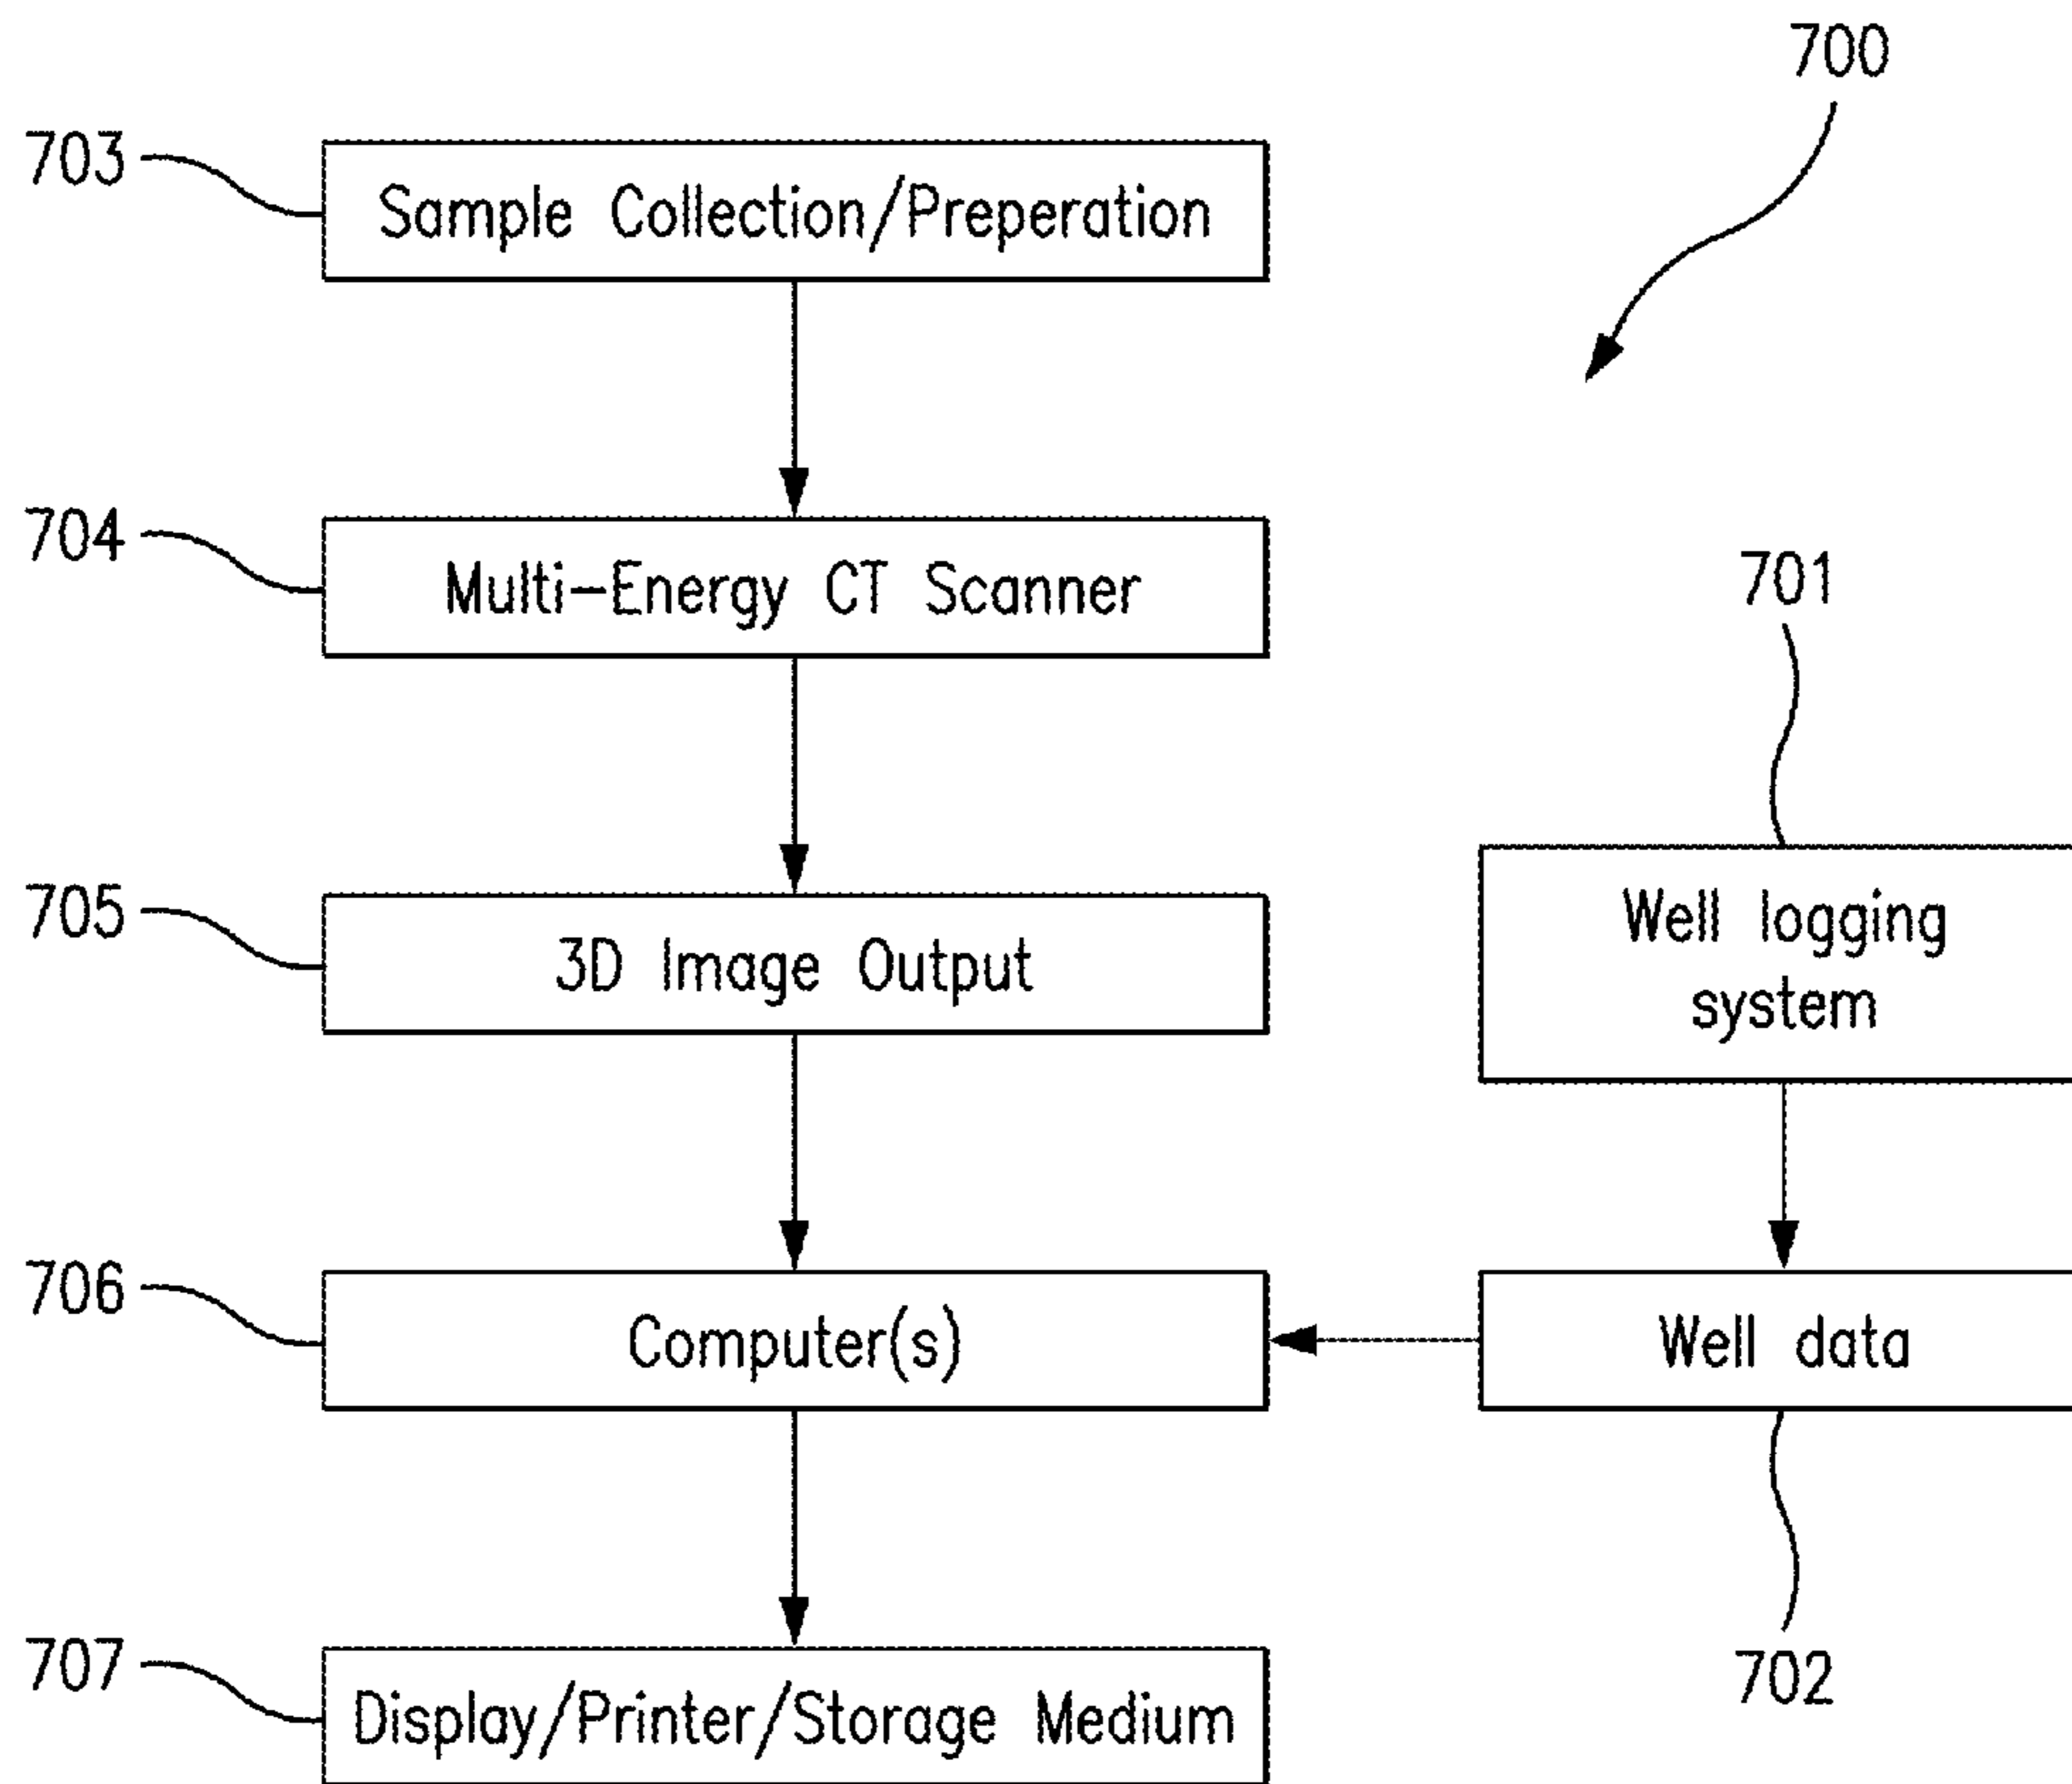 700
703
Sample Collection/Preperation
704
Multi-Energy CT Scanner
701
705
3D Image Output
Well logging
system
706
Computer(s)
Well data
707
Display/Printer/Storage Medium
702